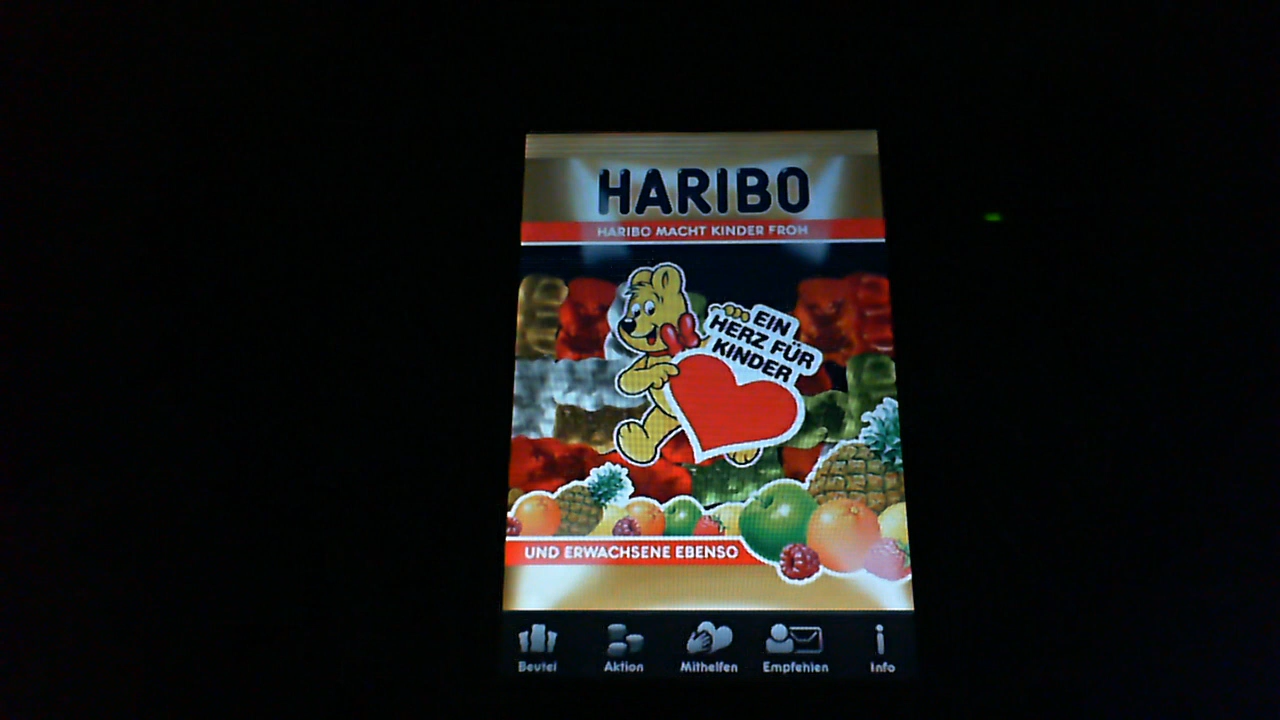 HARIBO
HARIBO MACHT KINDER FROH
EIN
HERZ FÜR
KINDER
UND ERWACHSENE EBENSO
Beutel
Aktion
Mithelfen
Empfehlen
Info